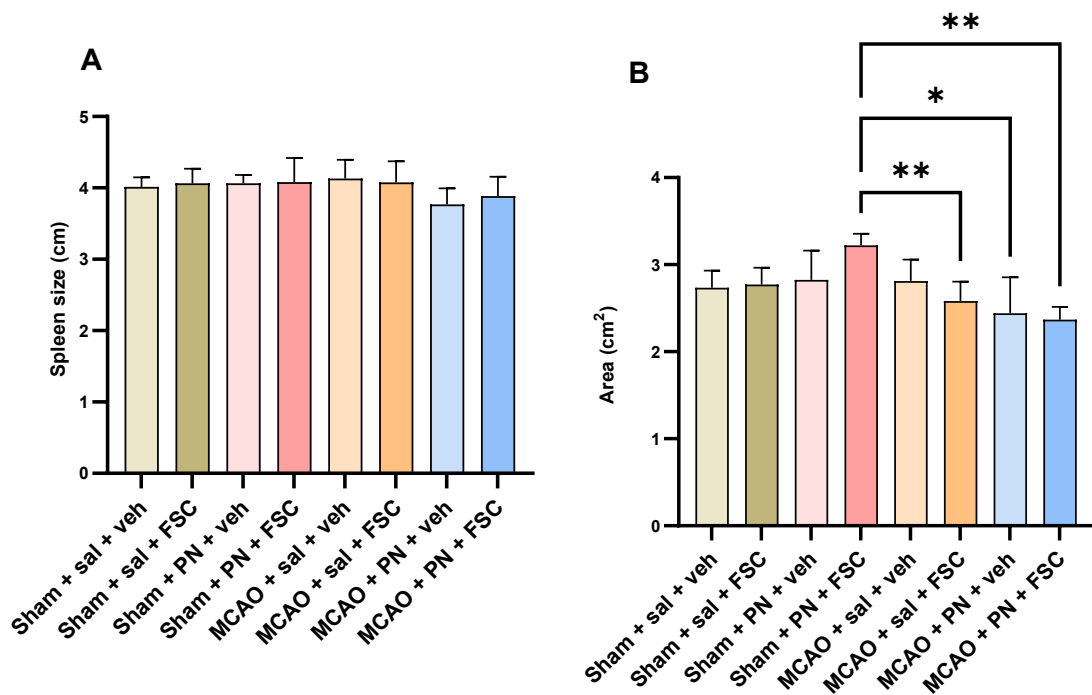 A
Spleen size (cm)
5
4
3
2
1
0
Sham + sal + veh
Sham + sal + FSC
Sham + PN + veh
Sham + PN + FSC
MCAO + sal + veh
MCAO + sal + FSC
MCAO + PN + veh
MCAO + PN + FSC
B
**
*
**
Area (cm²)
4
3
2
1
0
Sham + sal + veh
Sham + sal + FSC
Sham + PN + veh
Sham + PN + FSC
MCAO + sal + veh
MCAO + sal + FSC
MCAO + PN + veh
MCAO + PN + FSC